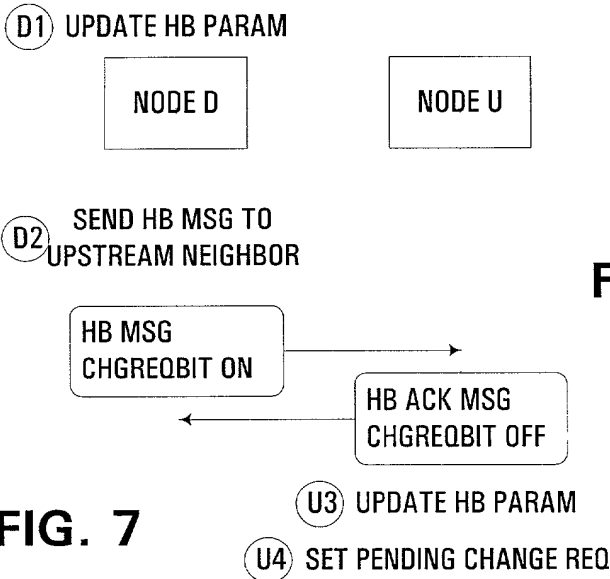 D1 UPDATE HB PARAM
NODE D
NODE U
D2 SEND HB MSG TO
UPSTREAM NEIGHBOR
HB MSG
CHGREQBIT ON
HB ACK MSG
CHGREQBIT OFF
U3 UPDATE HB PARAM
FIG. 7
U4 SET PENDING CHANGE REQ